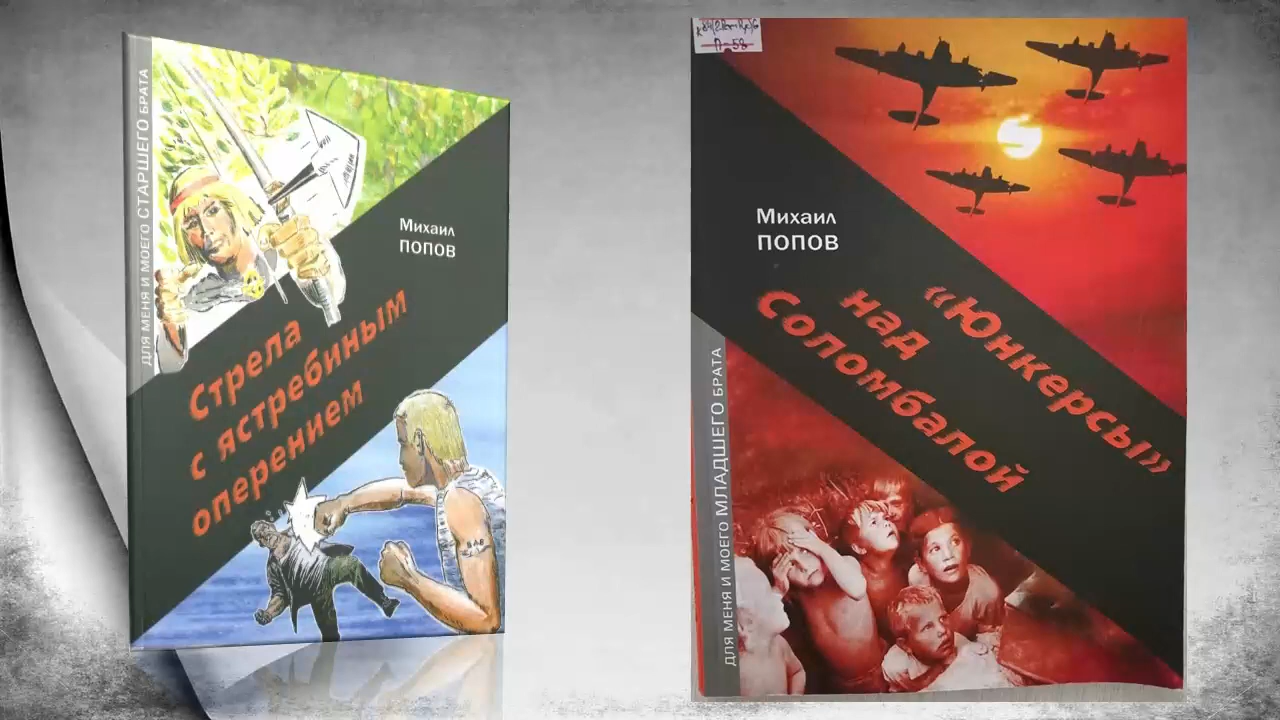 ДЛЯ МЕНЯ И МОЕГО СТАРШЕГО БРАТА
Михаил
ПОПОВ
Стрела
с ястребиным
оперением
Михаил
ПОПОВ
«Юнкерсы»
над
Соломбалой
ДЛЯ МЕНЯ И МОЕГО МЛАДШЕГО БРАТА